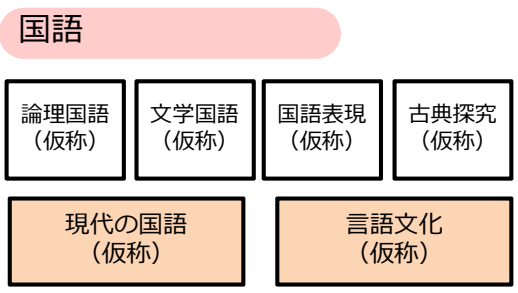 国語
論理国語
（仮称）
文学国語
（仮称）
国語表現
（仮称）
古典探究
（仮称）
現代の国語
（仮称）
言語文化
（仮称）